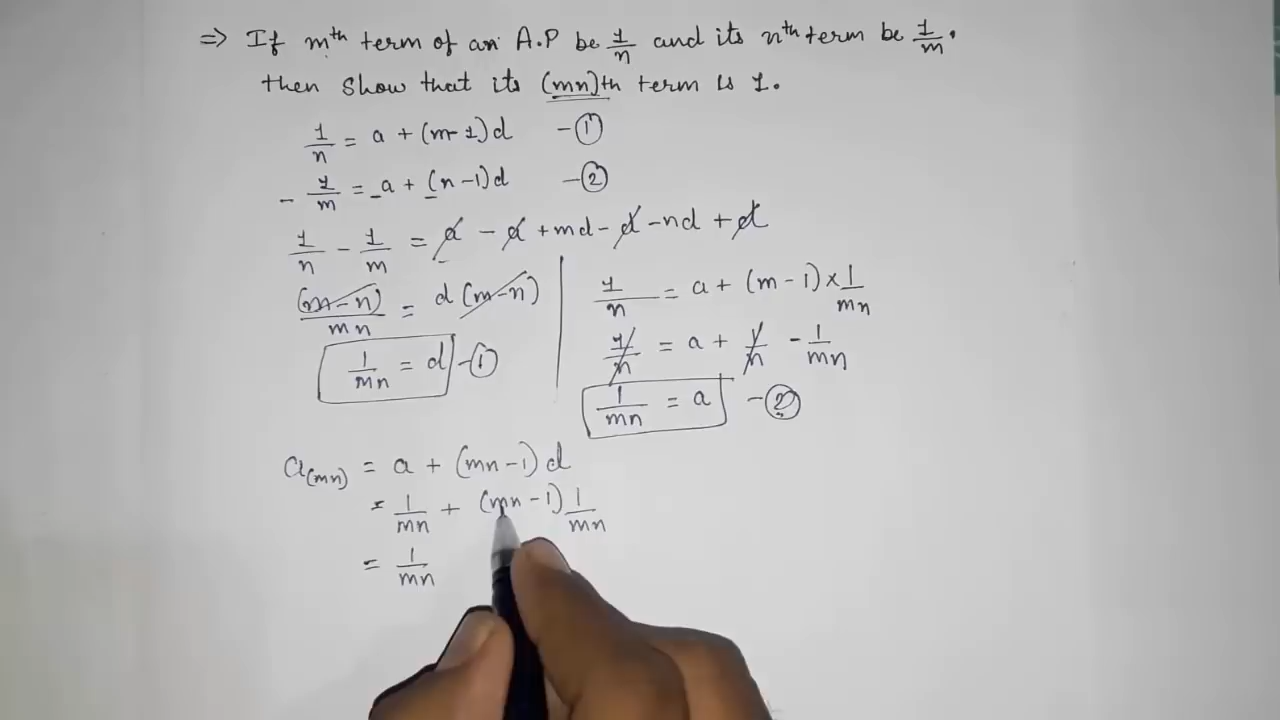 ⇒ If mth term of an A.P be 1/n and its nth term be 1/m.
then show that its (mn)th term is 1.
1/n = a + (m-1)d -①
- 1/m = -a + (n-1)d -②
1/n - 1/m = a - a + md - d - nd + d
(m-n)/mn = d(m-n)
1/mn = d -①
1/n = a + (m-1) × 1/mn
1/n = a + 1/n - 1/mn
1/mn = a -②
a(mn) = a + (mn-1)d
= 1/mn + (mn-1) 1/mn
= 1/mn